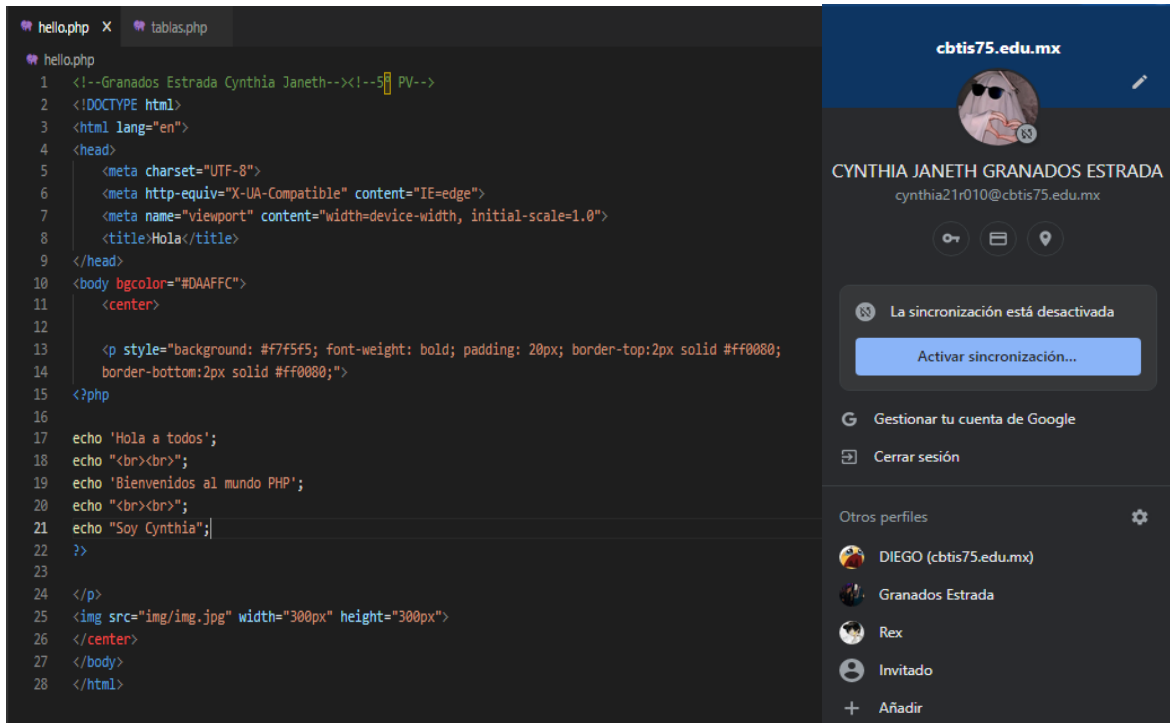 hello.php X tablas.php
hello.php
1 <!--Granados Estrada Cynthia Janeth--><!--5° PV-->
2 <!DOCTYPE html>
3 <html lang="en">
4 <head>
5 <meta charset="UTF-8">
6 <meta http-equiv="X-UA-Compatible" content="IE=edge">
7 <meta name="viewport" content="width=device-width, initial-scale=1.0">
8 <title>Hola</title>
9 </head>
10 <body bgcolor="#DAAFFC">
11 <center>
12
13 <p style="background: #f7f5f5; font-weight: bold; padding: 20px; border-top:2px solid #ff0080;
14 border-bottom:2px solid #ff0080;">
15 <?php
16
17 echo 'Hola a todos';
18 echo "<br><br>";
19 echo 'Bienvenidos al mundo PHP';
20 echo "<br><br>";
21 echo "Soy Cynthia";
22 ?>
23
24 </p>
25 <img src="img/img.jpg" width="300px" height="300px">
26 </center>
27 </body>
28 </html>
cbtis75.edu.mx
CYNTHIA JANETH GRANADOS ESTRADA
cynthia21r010@cbtis75.edu.mx
La sincronización está desactivada
Activar sincronización...
G Gestionar tu cuenta de Google
Cerrar sesión
Otros perfiles
DIEGO (cbtis75.edu.mx)
Granados Estrada
Rex
Invitado
+ Añadir